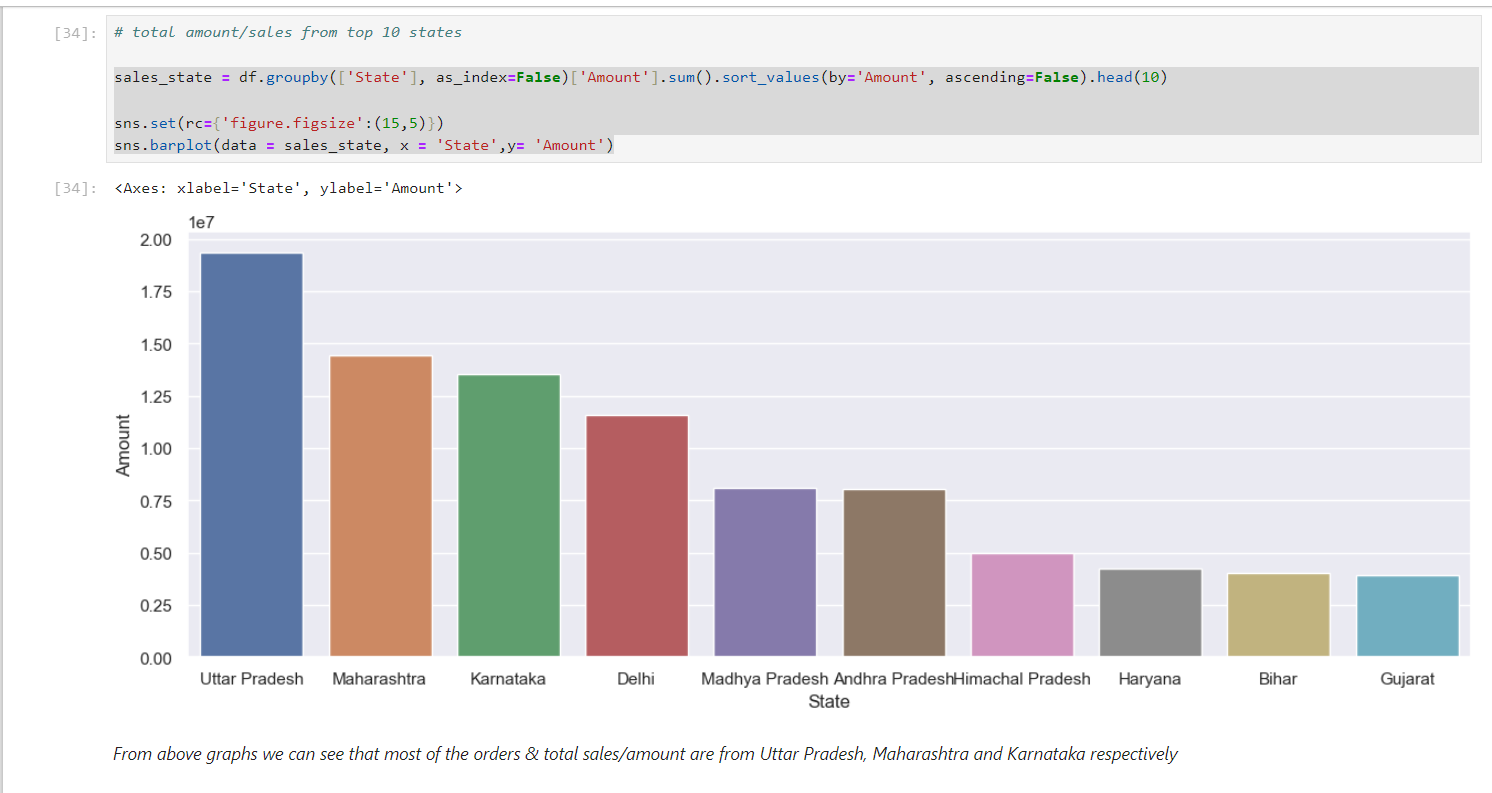 [34]: # total amount/sales from top 10 states
sales_state = df.groupby(['State'], as_index=False)['Amount'].sum().sort_values(by='Amount', ascending=False).head(10)
sns.set(rc={'figure.figsize':(15,5)})
sns.barplot(data = sales_state, x = 'State',y= 'Amount')
[34]: <Axes: xlabel='State', ylabel='Amount'>
1e7
2.00
1.75
1.50
1.25
1.00
0.75
0.50
0.25
0.00
Amount
Uttar Pradesh Maharashtra Karnataka Delhi Madhya Pradesh Andhra Pradesh Himachal Pradesh Haryana Bihar Gujarat
State
From above graphs we can see that most of the orders & total sales/amount are from Uttar Pradesh, Maharashtra and Karnataka respectively